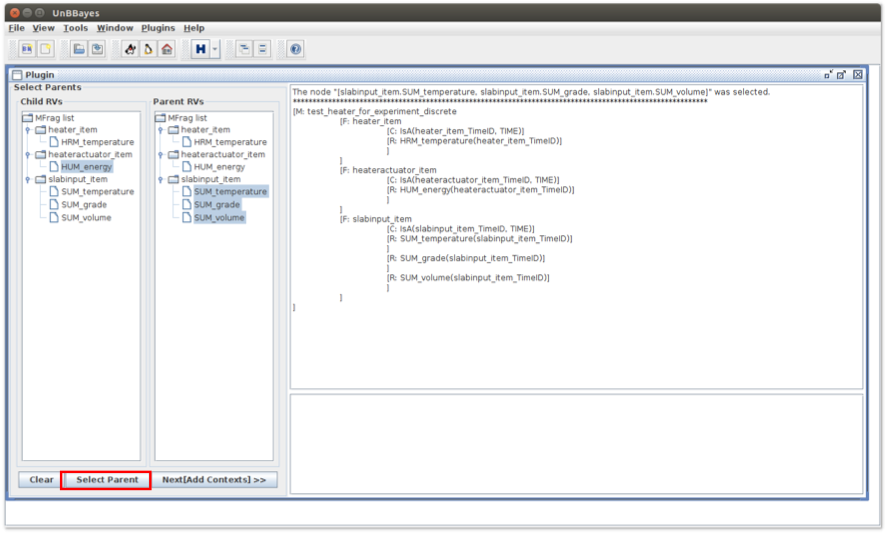 UnBBayes
File View Tools Window Plugins Help
Plugin
Select Parents
Child RVs
MFrag list
heater_item
HRM_temperature
heateractuator_item
HUM_energy
slabinput_item
SUM_temperature
SUM_grade
SUM_volume
Parent RVs
MFrag list
heater_item
HRM_temperature
heateractuator_item
HUM_energy
slabinput_item
SUM_temperature
SUM_grade
SUM_volume
Clear
Select Parent
Next[Add Contexts] >>
The node "[slabinput_item.SUM_temperature, slabinput_item.SUM_grade, slabinput_item.SUM_volume]" was selected.
[M: test_heater_for_experiment_discrete
[F: heater_item
[C: IsA(heater_item_TimeID, TIME)]
[R: HRM_temperature(heater_item_TimeID)]
]
]
[F: heateractuator_item
[C: IsA(heateractuator_item_TimeID, TIME)]
[R: HUM_energy(heateractuator_item_TimeID)]
]
]
[F: slabinput_item
[C: IsA(slabinput_item_TimeID, TIME)]
[R: SUM_temperature(slabinput_item_TimeID)]
]
[R: SUM_grade(slabinput_item_TimeID)]
]
[R: SUM_volume(slabinput_item_TimeID)]
]
]
]